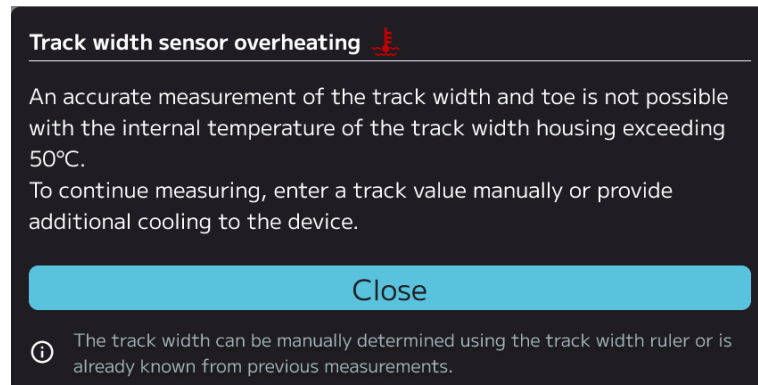 Track width sensor overheating
An accurate measurement of the track width and toe is not possible
with the internal temperature of the track width housing exceeding
50°C.
To continue measuring, enter a track value manually or provide
additional cooling to the device.
Close
The track width can be manually determined using the track width ruler or is
already known from previous measurements.